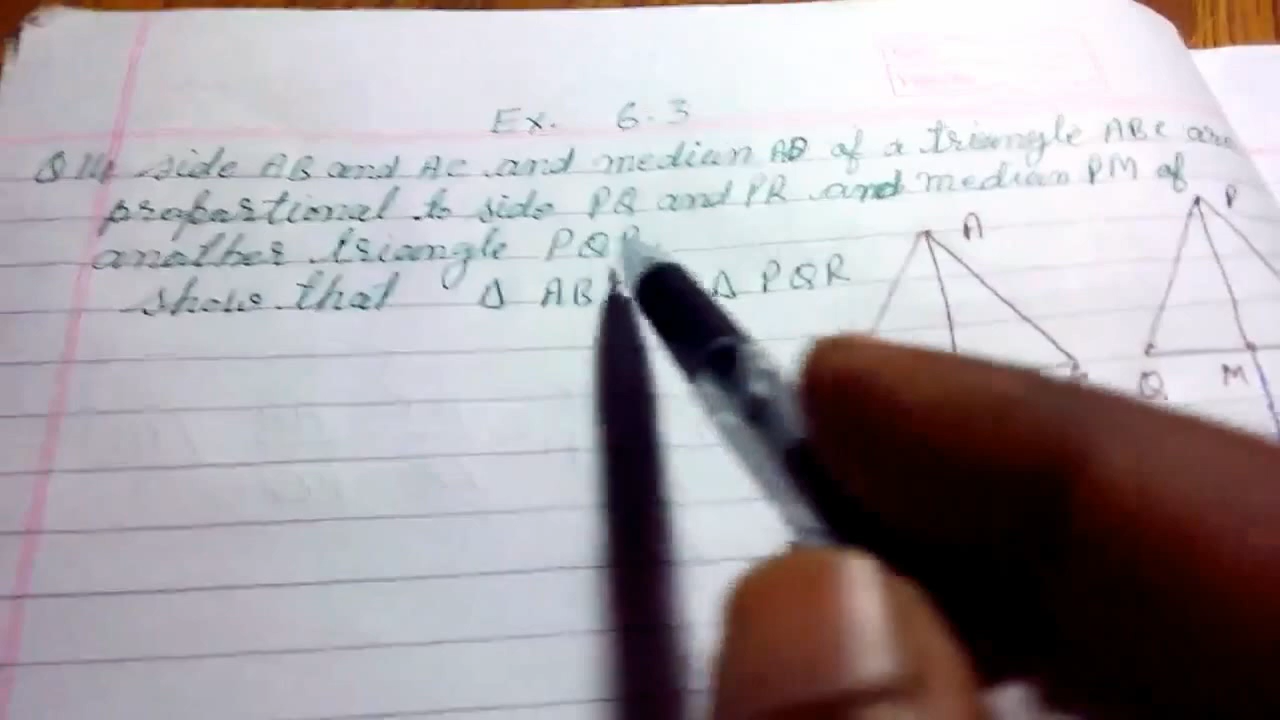 Ex. 6.3
Q14 side AB and AC and median AD of a triangle ABC are
proportional to side PQ and PR and median PM of
another triangle PQR
show that Δ AB Δ PQR
A
P
Q
M